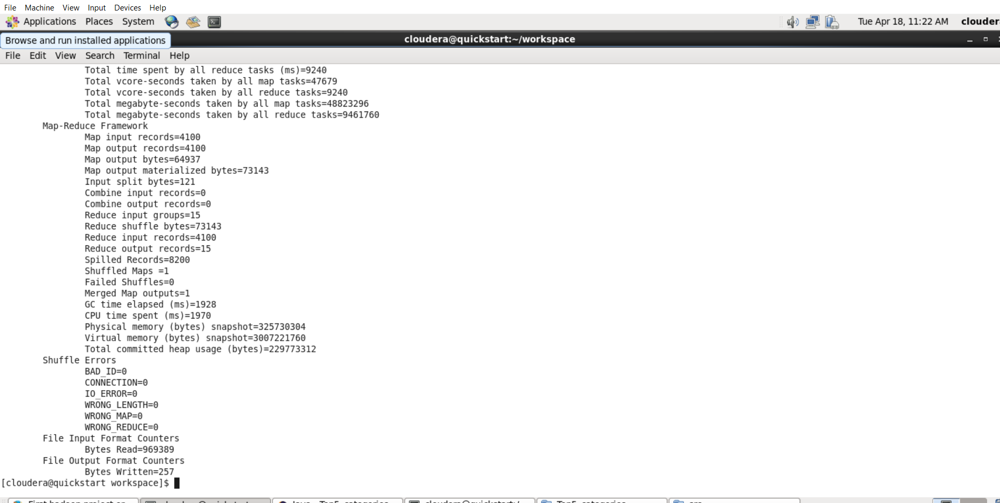 File Machine View Input Devices Help
Applications Places System Tue Apr 18, 11:22 AM clouder
Browse and run installed applications
cloudera@quickstart:~/workspace
File Edit View Search Terminal Help
Total time spent by all reduce tasks (ms)=9240
Total vcore-seconds taken by all map tasks=47679
Total vcore-seconds taken by all reduce tasks=9240
Total megabyte-seconds taken by all map tasks=48823296
Total megabyte-seconds taken by all reduce tasks=9461760
Map-Reduce Framework
Map input records=4100
Map output records=4100
Map output bytes=64937
Map output materialized bytes=73143
Input split bytes=121
Combine input records=0
Combine output records=0
Reduce input groups=15
Reduce shuffle bytes=73143
Reduce input records=4100
Reduce output records=15
Spilled Records=8200
Shuffled Maps =1
Failed Shuffles=0
Merged Map outputs=1
GC time elapsed (ms)=1928
CPU time spent (ms)=1970
Physical memory (bytes) snapshot=325730304
Virtual memory (bytes) snapshot=3007221760
Total committed heap usage (bytes)=229773312
Shuffle Errors
BAD_ID=0
CONNECTION=0
IO_ERROR=0
WRONG_LENGTH=0
WRONG_MAP=0
WRONG_REDUCE=0
File Input Format Counters
Bytes Read=969389
File Output Format Counters
Bytes Written=257
[cloudera@quickstart workspace]$